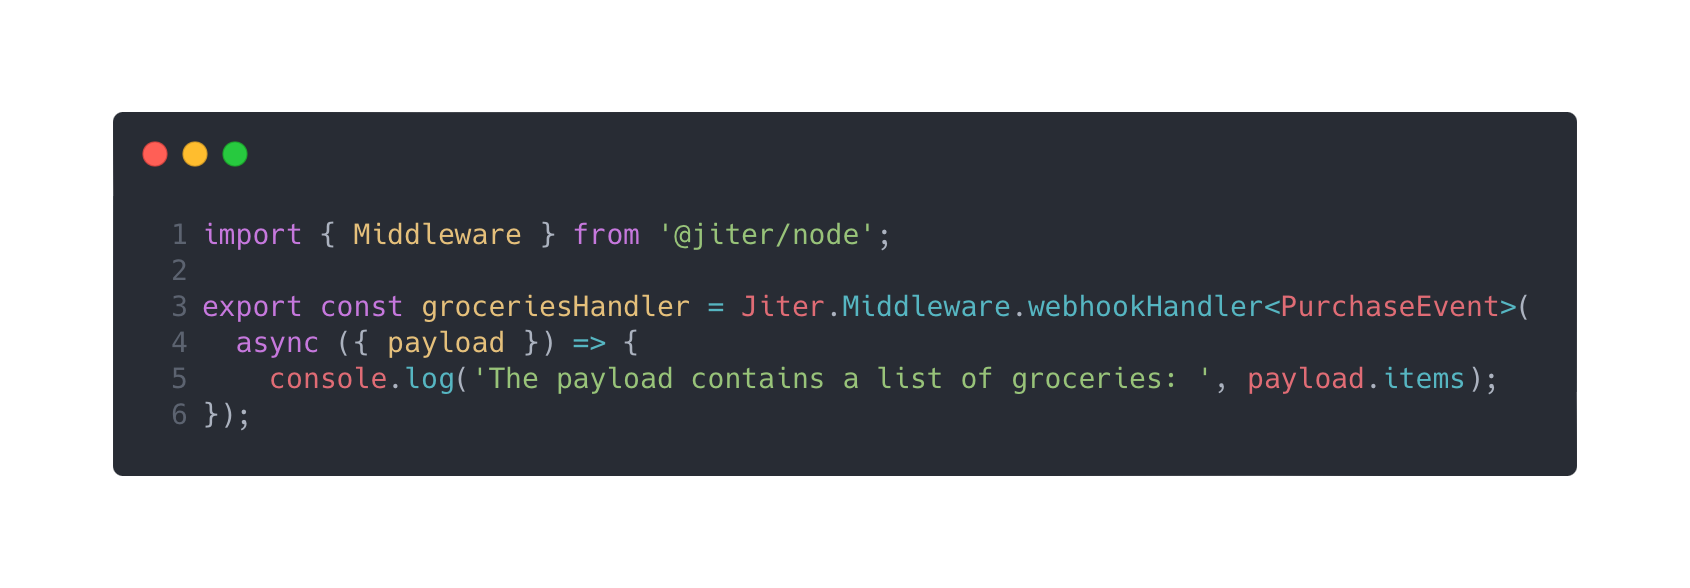 1 import { Middleware } from '@jiter/node';
2
3 export const groceriesHandler = Jiter.Middleware.webhookHandler<PurchaseEvent>(
4   async ({ payload }) => {
5     console.log('The payload contains a list of groceries: ', payload.items);
6 });